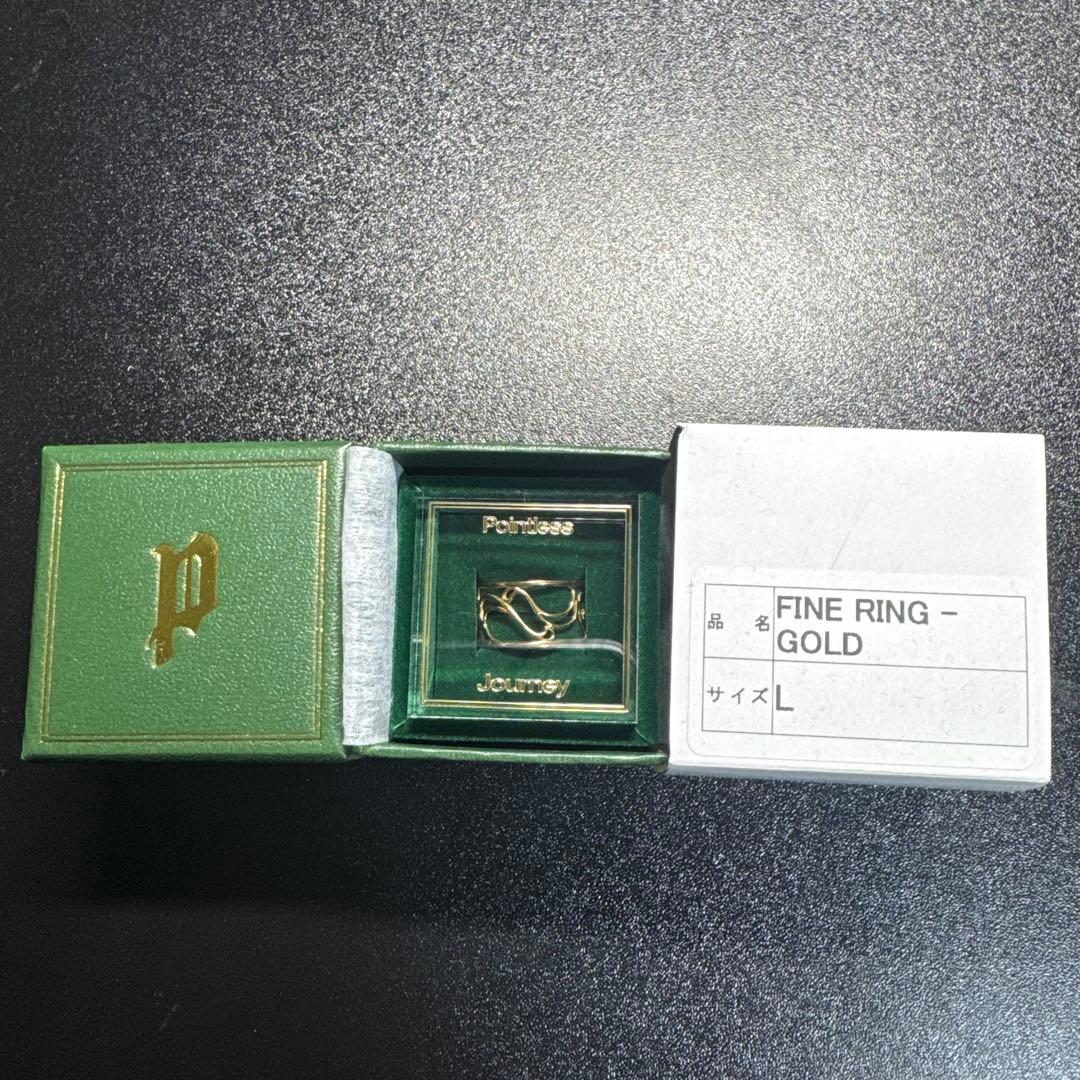 p
Pointless
Journey
品 名 FINE RING -
GOLD
サイズ L